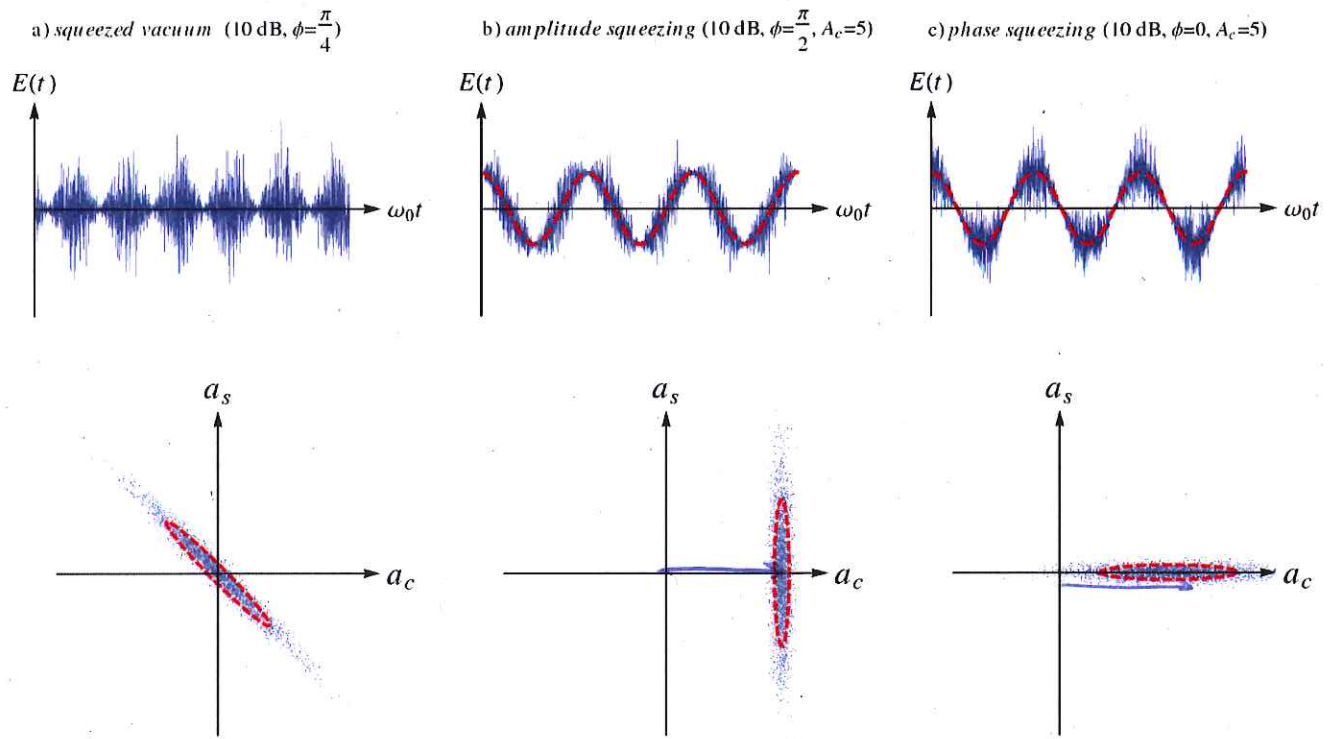 a) squeezed vacuum (10 dB, ϕ=π/4)
b) amplitude squeezing (10 dB, ϕ=π/2, A_c=5)
c) phase squeezing (10 dB, ϕ=0, A_c=5)
E(t)
ω₀t
E(t)
ω₀t
E(t)
ω₀t
a_s
a_c
a_s
a_c
a_s
a_c